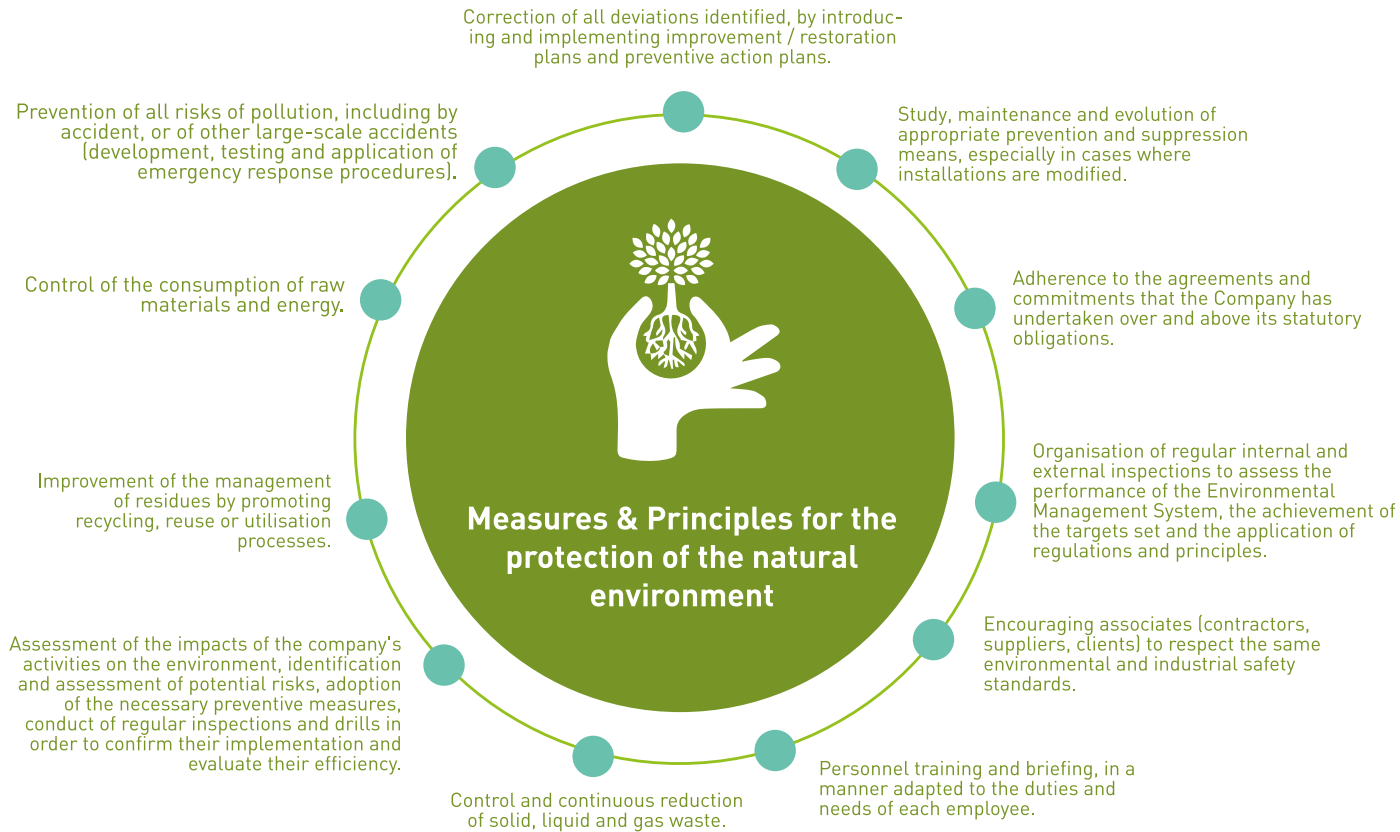 Correction of all deviations identified, by introduc-
ing and implementing improvement / restoration
plans and preventive action plans.
Study, maintenance and evolution of
appropriate prevention and suppression
means, especially in cases where
installations are modified.
Adherence to the agreements and
commitments that the Company has
undertaken over and above its statutory
obligations.
Organisation of regular internal and
external inspections to assess the
performance of the Environmental
Management System, the achievement of
the targets set and the application of
regulations and principles.
Encouraging associates (contractors,
suppliers, clients) to respect the same
environmental and industrial safety
standards.
Personnel training and briefing, in a
manner adapted to the duties and
needs of each employee.
Control and continuous reduction
of solid, liquid and gas waste.
Assessment of the impacts of the company's
activities on the environment, identification
and assessment of potential risks, adoption
of the necessary preventive measures,
conduct of regular inspections and drills in
order to confirm their implementation and
evaluate their efficiency.
Improvement of the management
of residues by promoting
recycling, reuse or utilisation
processes.
Control of the consumption of raw
materials and energy.
Prevention of all risks of pollution, including by
accident, or of other large-scale accidents
(development, testing and application of
emergency response procedures).
Measures & Principles for the
protection of the natural
environment